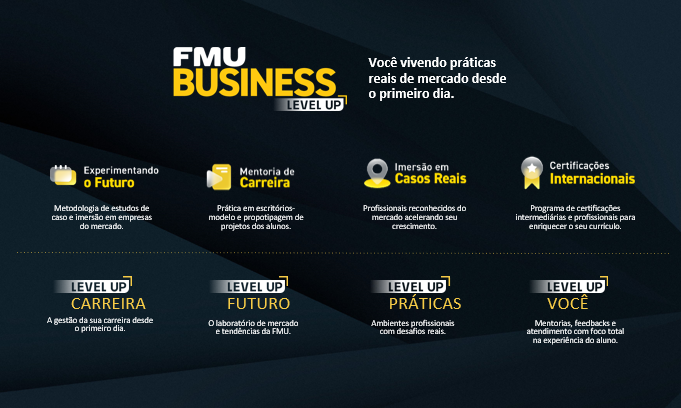 FMU
BUSINESS
LEVEL UP
Você vivendo práticas
reais de mercado desde
o primeiro dia.
Experimentando
o Futuro
Metodologia de estudos de
caso e imersão em empresas
do mercado.
Mentoria de
Carreira
Prática em escritórios-
modelo e propotipagem de
projetos dos alunos.
Imersão em
Casos Reais
Profissionais reconhecidos do
mercado acelerando seu
crescimento.
Certificações
Internacionais
Programa de certificações
intermediárias e profissionais para
enriquecer o seu currículo.
LEVEL UP
CARREIRA
A gestão da sua carreira desde
o primeiro dia.
LEVEL UP
FUTURO
O laboratório de mercado
e tendências da FMU.
LEVEL UP
PRÁTICAS
Ambientes profissionais
com desafios reais.
LEVEL UP
VOCÊ
Mentorias, feedbacks e
atendimento com foco total
na experiência do aluno.